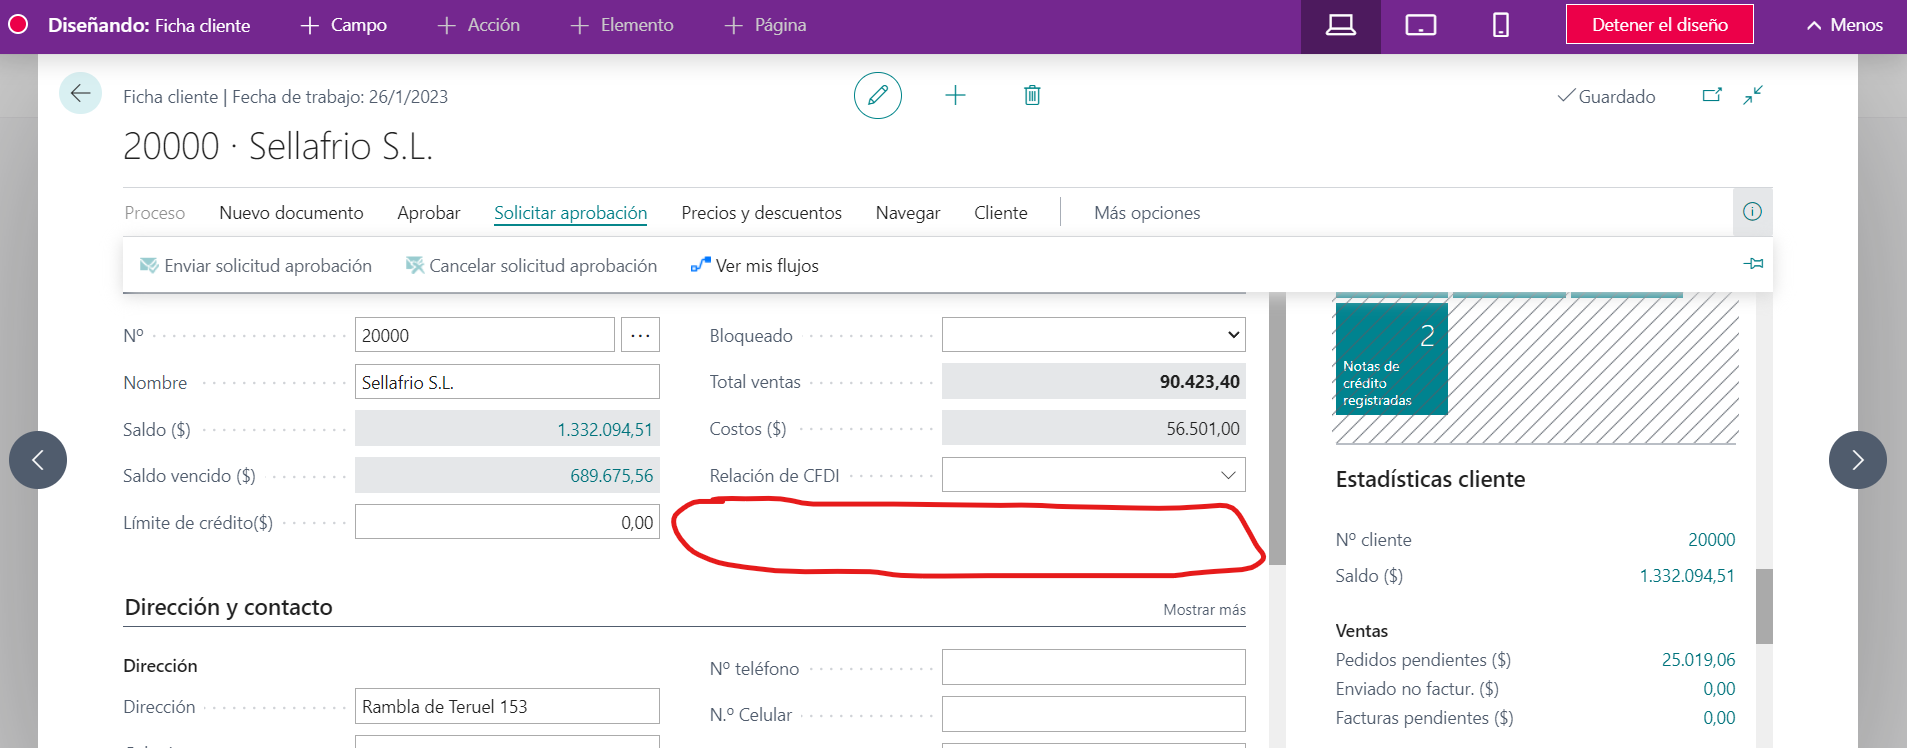 Diseñando: Ficha cliente
Campo
Acción
Elemento
Página
Detener el diseño
Menos
Ficha cliente | Fecha de trabajo: 26/1/2023
Guardado
20000 · Sellafrio S.L.
Proceso
Nuevo documento
Aprobar
Solicitar aprobación
Precios y descuentos
Navegar
Cliente
Más opciones
Enviar solicitud aprobación
Cancelar solicitud aprobación
Ver mis flujos
Nº
20000
Nombre
Sellafrio S.L.
Saldo ($)
1.332.094,51
Saldo vencido ($)
689.675,56
Límite de crédito($)
0,00
Bloqueado
Total ventas
90.423,40
Costos ($)
56.501,00
Relación de CFDI
Dirección y contacto
Mostrar más
Dirección
Dirección
Rambla de Teruel 153
Nº teléfono
N.º Celular
2
Notas de
crédito
registradas
Estadísticas cliente
Nº cliente
20000
Saldo ($)
1.332.094,51
Ventas
Pedidos pendientes ($)
25.019,06
Enviado no factur. ($)
0,00
Facturas pendientes ($)
0,00